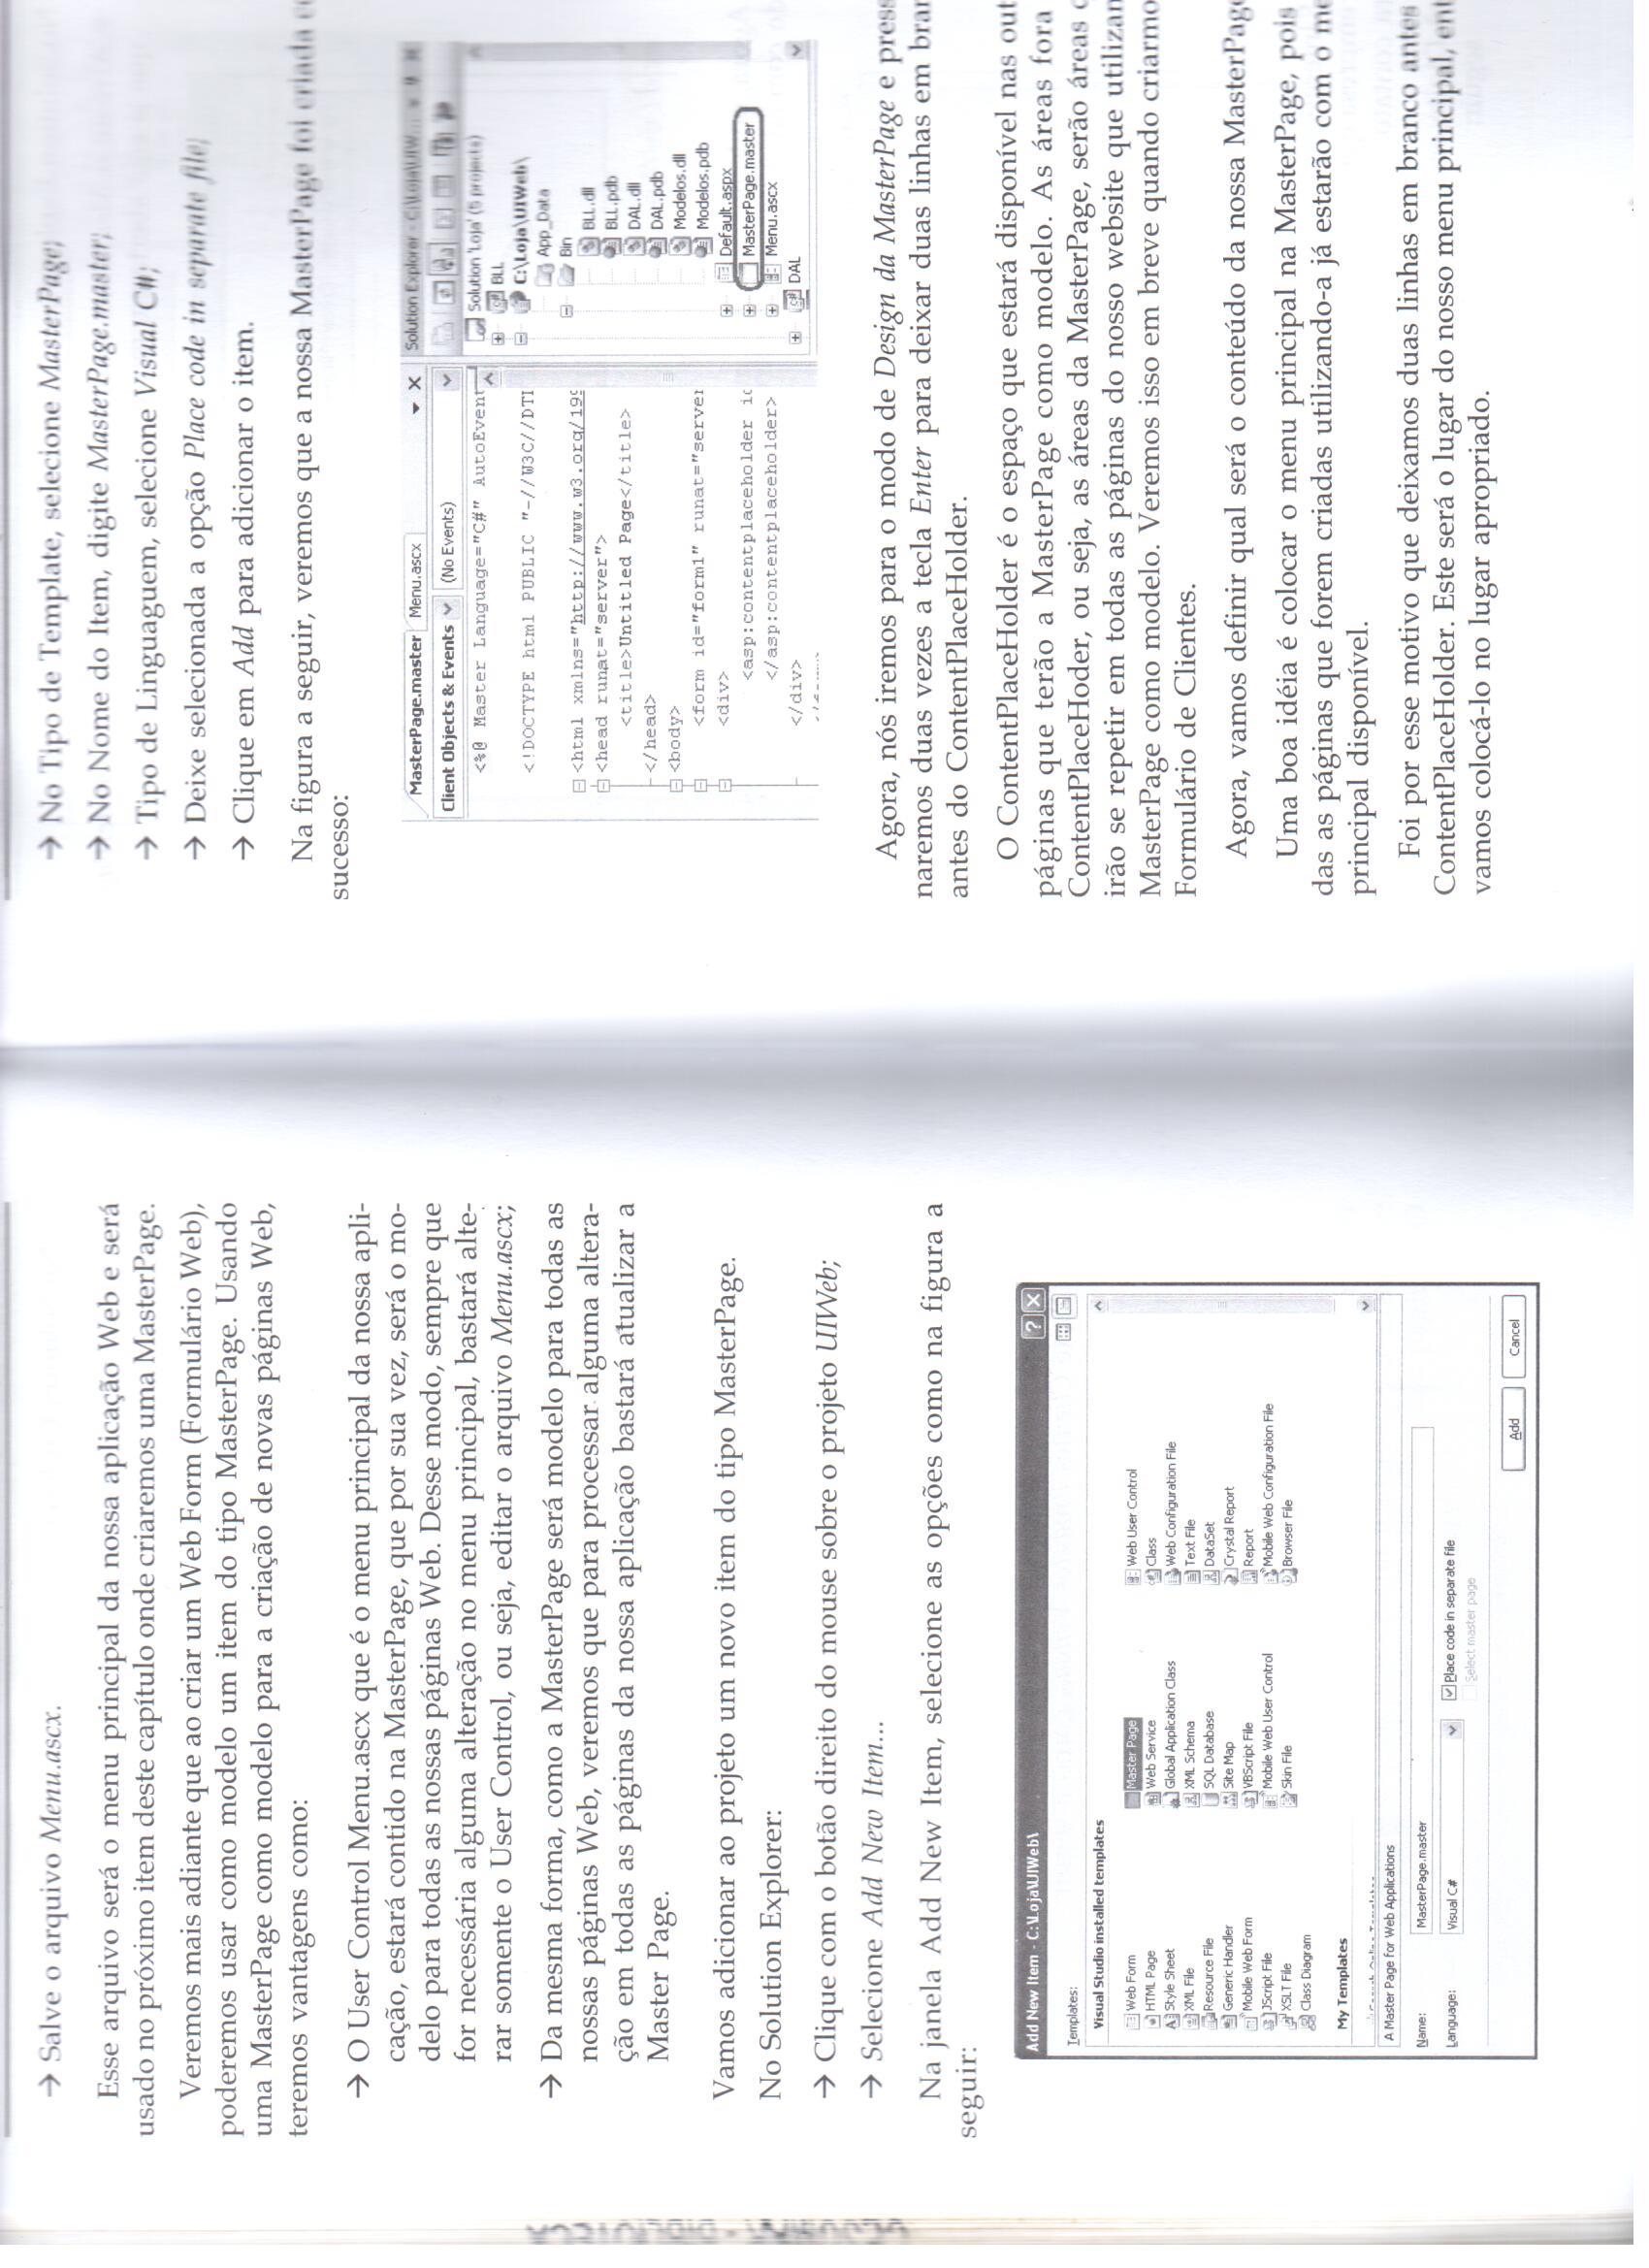 → Salve o arquivo Menu.ascx.
Esse arquivo será o menu principal da nossa aplicação Web e será
usado no próximo item deste capítulo onde criaremos uma MasterPage.
Veremos mais adiante que ao criar um Web Form (Formulário Web),
poderemos usar como modelo um item do tipo MasterPage. Usando
uma MasterPage como modelo para a criação de novas páginas Web,
teremos vantagens como:
→ O User Control Menu.ascx que é o menu principal da nossa apli-
cação, estará contido na MasterPage, que por sua vez, será o mo-
delo para todas as nossas páginas Web. Desse modo, sempre que
for necessária alguma alteração no menu principal, bastará alte-
rar somente o User Control, ou seja, editar o arquivo Menu.ascx;
→ Da mesma forma, como a MasterPage será modelo para todas as
nossas páginas Web, veremos que para processar alguma altera-
ção em todas as páginas da nossa aplicação bastará atualizar a
Master Page.
Vamos adicionar ao projeto um novo item do tipo MasterPage.
No Solution Explorer:
→ Clique com o botão direito do mouse sobre o projeto UIWeb;
→ Selecione Add New Item...
Na janela Add New Item, selecione as opções como na figura a
seguir:
Add New Item - C:\Loja\UIWeb\
Templates:
Visual Studio installed templates
Web Form Master Page Web User Control
HTML Page Web Service Class
Style Sheet Global Application Class Web Configuration File
XML File XML Schema Text File
Resource File SQL Database DataSet
Generic Handler Site Map Crystal Report
Mobile Web Form VBScript File Report
JScript File Mobile Web User Control Mobile Web Configuration File
XSLT File Skin File Browser File
Class Diagram
My Templates
A Master Page for Web Applications
Name: MasterPage.master
Language: Visual C# Place code in separate file
Select master page
Add Cancel
→ No Tipo de Template, selecione MasterPage;
→ No Nome do Item, digite MasterPage.master;
→ Tipo de Linguaguem, selecione Visual C#;
→ Deixe selecionada a opção Place code in separate file;
→ Clique em Add para adicionar o item.
Na figura a seguir, veremos que a nossa MasterPage foi criada
sucesso:
MasterPage.master Menu.ascx
Client Objects & Events (No Events)
<%@ Master Language="C#" AutoEvent
<!DOCTYPE html PUBLIC "-//W3C//DTI
<html xmlns="http://www.w3.org/199
<head runat="server">
<title>Untitled Page</title>
</head>
<body>
<form id="form1" runat="server
<div>
<asp:contentplaceholder id
</asp:contentplaceholder>
</div>
Solution Explorer - C:\Loja\UIW...
Solution 'Loja' (5 projects)
BLL
C:\Loja\UIWeb\
App_Data
Bin
BLL.dll
BLL.pdb
DAL.dll
DAL.pdb
Modelos.dll
Modelos.pdb
Default.aspx
MasterPage.master
Menu.ascx
DAL
Agora, nós iremos para o modo de Design da MasterPage e press
naremos duas vezes a tecla Enter para deixar duas linhas em bran
antes do ContentPlaceHolder.
O ContentPlaceHolder é o espaço que estará disponível nas out
páginas que terão a MasterPage como modelo. As áreas fora
ContentPlaceHoder, ou seja, as áreas da MasterPage, serão áreas
irão se repetir em todas as páginas do nosso website que utilizar
MasterPage como modelo. Veremos isso em breve quando criarmo
Formulário de Clientes.
Agora, vamos definir qual será o conteúdo da nossa MasterPage
Uma boa idéia é colocar o menu principal na MasterPage, pois
das as páginas que forem criadas utilizando-a já estarão com o me
principal disponível.
Foi por esse motivo que deixamos duas linhas em branco antes
ContentPlaceHolder. Este será o lugar do nosso menu principal, ent
vamos colocá-lo no lugar apropriado.